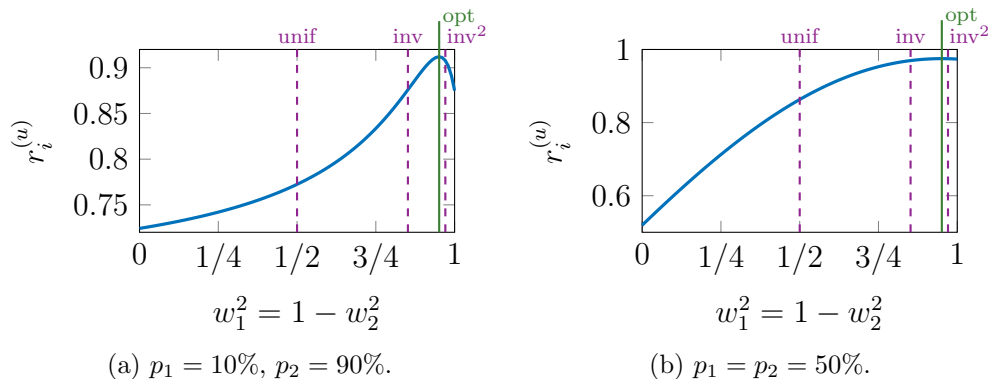 opt
unif inv inv²
0.9
0.85
0.8
0.75
r_i^{(u)}
0 1/4 1/2 3/4 1
w_1^2 = 1 − w_2^2
(a) p_1 = 10%, p_2 = 90%.
opt
unif inv inv²
1
0.8
0.6
r_i^{(u)}
0 1/4 1/2 3/4 1
w_1^2 = 1 − w_2^2
(b) p_1 = p_2 = 50%.